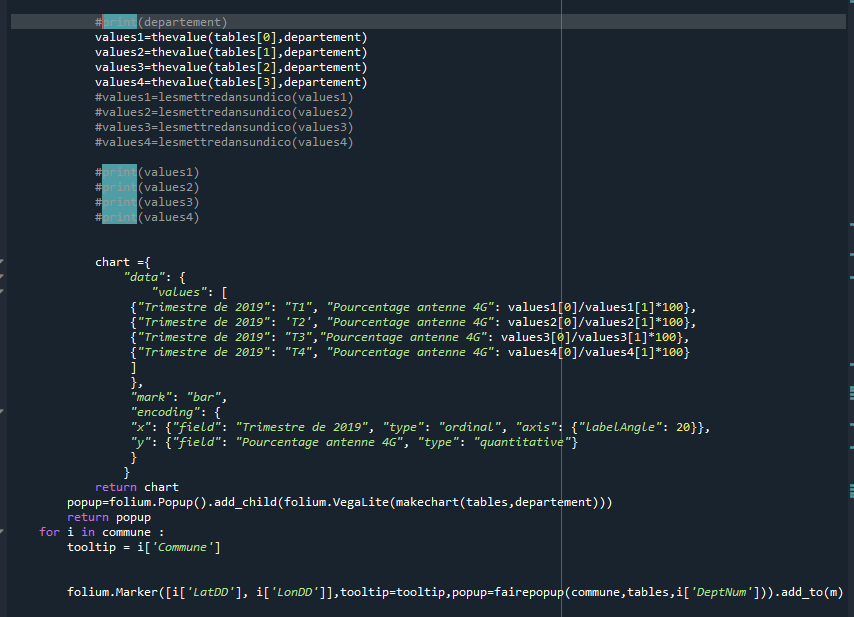 #print(departement)
values1=thevalue(tables[0],departement)
values2=thevalue(tables[1],departement)
values3=thevalue(tables[2],departement)
values4=thevalue(tables[3],departement)
#values1=lesmettredansundico(values1)
#values2=lesmettredansundico(values2)
#values3=lesmettredansundico(values3)
#values4=lesmettredansundico(values4)
#print(values1)
#print(values2)
#print(values3)
#print(values4)
chart ={
"data": {
"values": [
{"Trimestre de 2019": "T1", "Pourcentage antenne 4G": values1[0]/values1[1]*100},
{"Trimestre de 2019": 'T2', "Pourcentage antenne 4G": values2[0]/values2[1]*100},
{"Trimestre de 2019": "T3","Pourcentage antenne 4G": values3[0]/values3[1]*100},
{"Trimestre de 2019": "T4", "Pourcentage antenne 4G": values4[0]/values4[1]*100}
]
},
"mark": "bar",
"encoding": {
"x": {"field": "Trimestre de 2019", "type": "ordinal", "axis": {"labelAngle": 20}},
"y": {"field": "Pourcentage antenne 4G", "type": "quantitative"}
}
}
return chart
popup=folium.Popup().add_child(folium.VegaLite(makechart(tables,departement)))
return popup
for i in commune :
tooltip = i['Commune']
folium.Marker([i['LatDD'], i['LonDD']],tooltip=tooltip,popup=fairepopup(commune,tables,i['DeptNum'])).add_to(m)